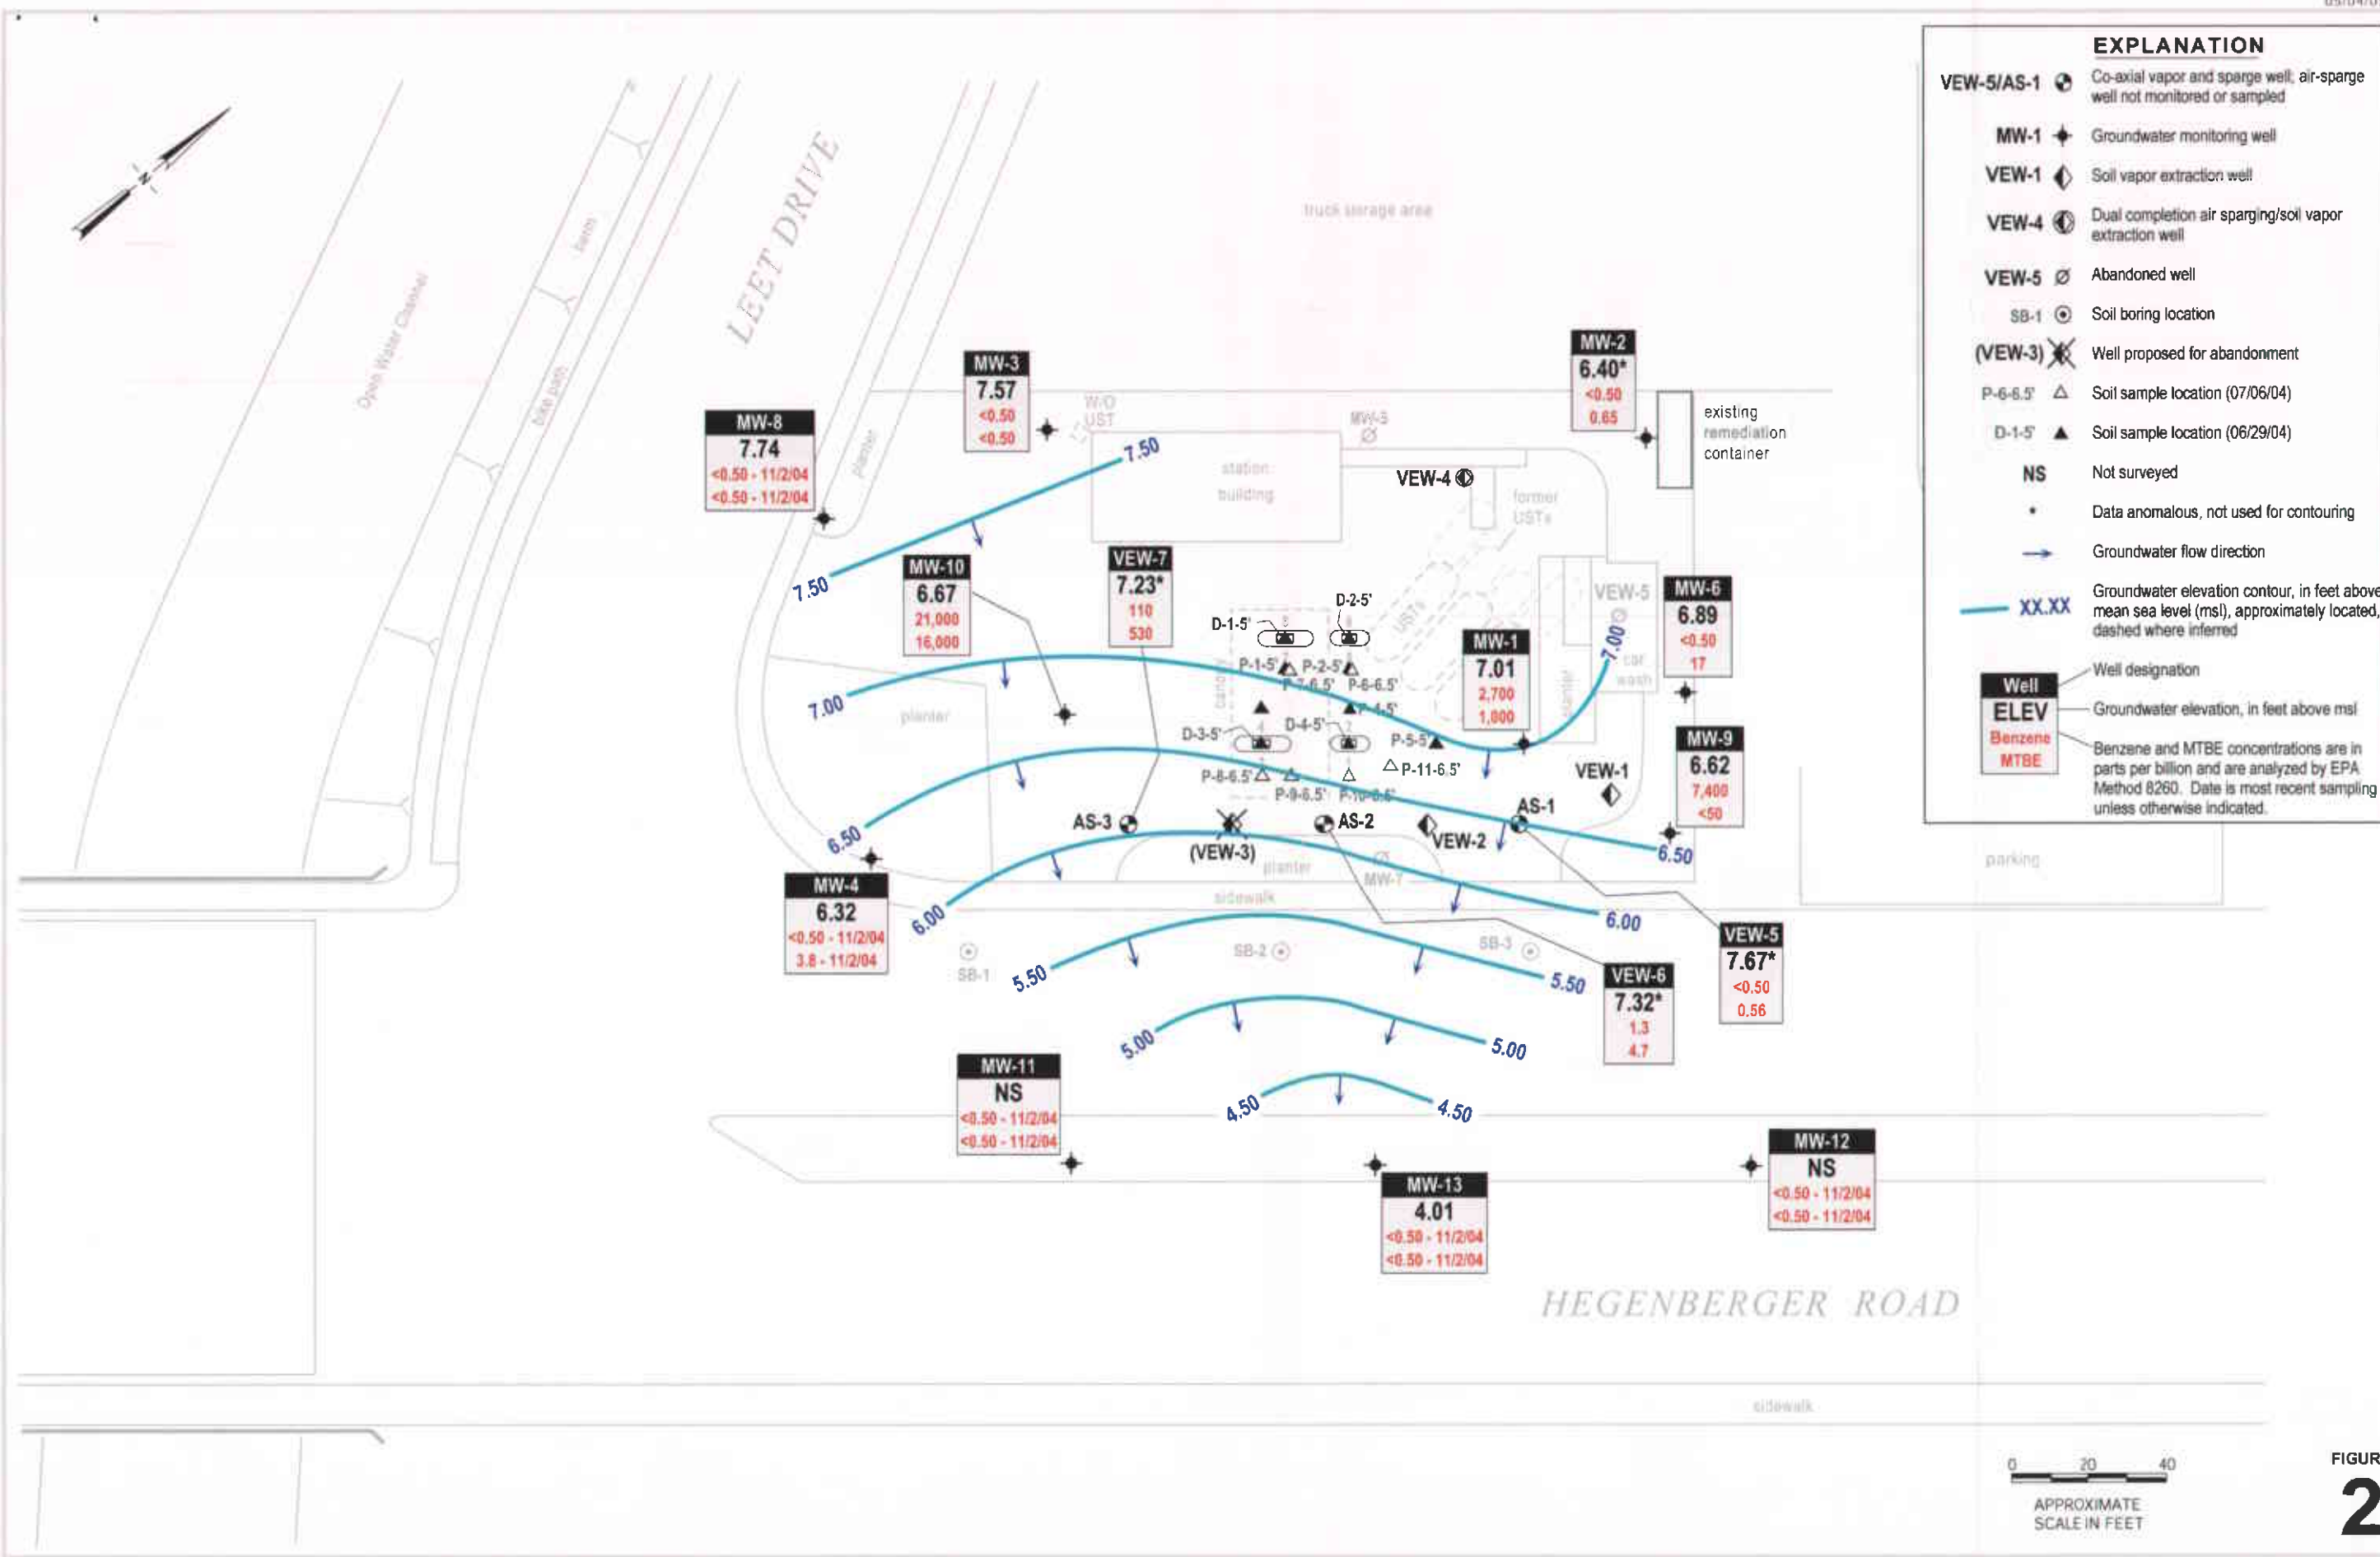 EXPLANATION
VEW-5/AS-1 Co-axial vapor and sparge well; air-sparge
well not monitored or sampled
MW-1 Groundwater monitoring well
VEW-1 Soil vapor extraction well
VEW-4 Dual completion air sparging/soil vapor
extraction well
VEW-5 Abandoned well
SB-1 Soil boring location
(VEW-3) Well proposed for abandonment
P-6-6.5' Soil sample location (07/06/04)
D-1-5' Soil sample location (06/29/04)
NS Not surveyed
* Data anomalous, not used for contouring
Groundwater flow direction
XX.XX Groundwater elevation contour, in feet above
mean sea level (msl), approximately located,
dashed where inferred
Well
ELEV
Benzene
MTBE
Well designation
Groundwater elevation, in feet above msl
Benzene and MTBE concentrations are in
parts per billion and are analyzed by EPA
Method 8260. Date is most recent sampling
unless otherwise indicated.
N
Open Water Channel
berm
bike path
LEET DRIVE
truck storage area
planter
MW-3
7.57
<0.50
<0.50
MW-2
6.40*
<0.50
0.65
existing
remediation
container
MW-8
7.74
<0.50 - 11/2/04
<0.50 - 11/2/04
W/O
UST
MW-5
station
building
VEW-4
former
USTs
7.50
7.50
MW-10
6.67
21,000
16,000
VEW-7
7.23*
110
530
D-1-5'
D-2-5'
USTs
VEW-5
MW-6
6.89
<0.50
17
MW-1
7.01
2,700
1,000
7.00
car
wash
planter
canopy
P-1-5'
P-2-5'
P-7-6.5'
P-6-6.5'
P-4-5'
7.00
planter
D-3-5'
D-4-5'
P-5-5'
P-11-6.5'
P-8-6.5'
P-9-6.5'
MW-9
6.62
7,400
<50
VEW-1
AS-1
AS-3
(VEW-3)
AS-2
VEW-2
6.50
6.50
planter
MW-7
parking
sidewalk
MW-4
6.32
<0.50 - 11/2/04
3.8 - 11/2/04
6.00
6.00
SB-1
SB-2
SB-3
5.50
5.50
VEW-5
7.67*
<0.50
0.56
VEW-6
7.32*
1.3
4.7
5.00
5.00
MW-11
NS
<0.50 - 11/2/04
<0.50 - 11/2/04
4.50
4.50
MW-13
4.01
<0.50 - 11/2/04
<0.50 - 11/2/04
MW-12
NS
<0.50 - 11/2/04
<0.50 - 11/2/04
HEGENBERGER ROAD
sidewalk
0 20 40
APPROXIMATE
SCALE IN FEET
FIGUR
2